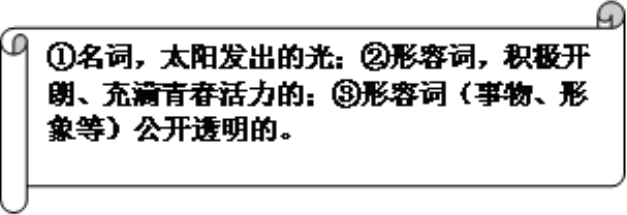 ①名词，太阳发出的光；②形容词，积极开
朗、充满青春活力的；③形容词（事物、形
象等）公开透明的。